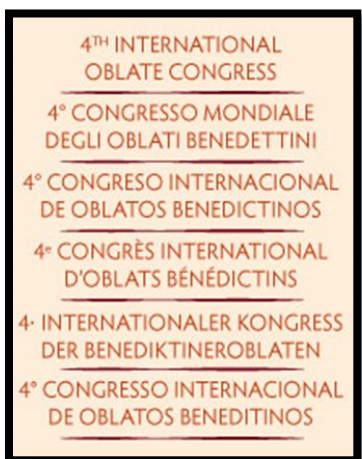 4TH INTERNATIONAL
OBLATE CONGRESS
4° CONGRESSO MONDIALE
DEGLI OBLATI BENEDETTINI
4° CONGRESO INTERNACIONAL
DE OBLATOS BENEDICTINOS
4e CONGRÈS INTERNATIONAL
D'OBLATS BÉNÉDICTINS
4. INTERNATIONALER KONGRESS
DER BENEDIKTINEROBLATEN
4° CONGRESSO INTERNACIONAL
DE OBLATOS BENEDITINOS